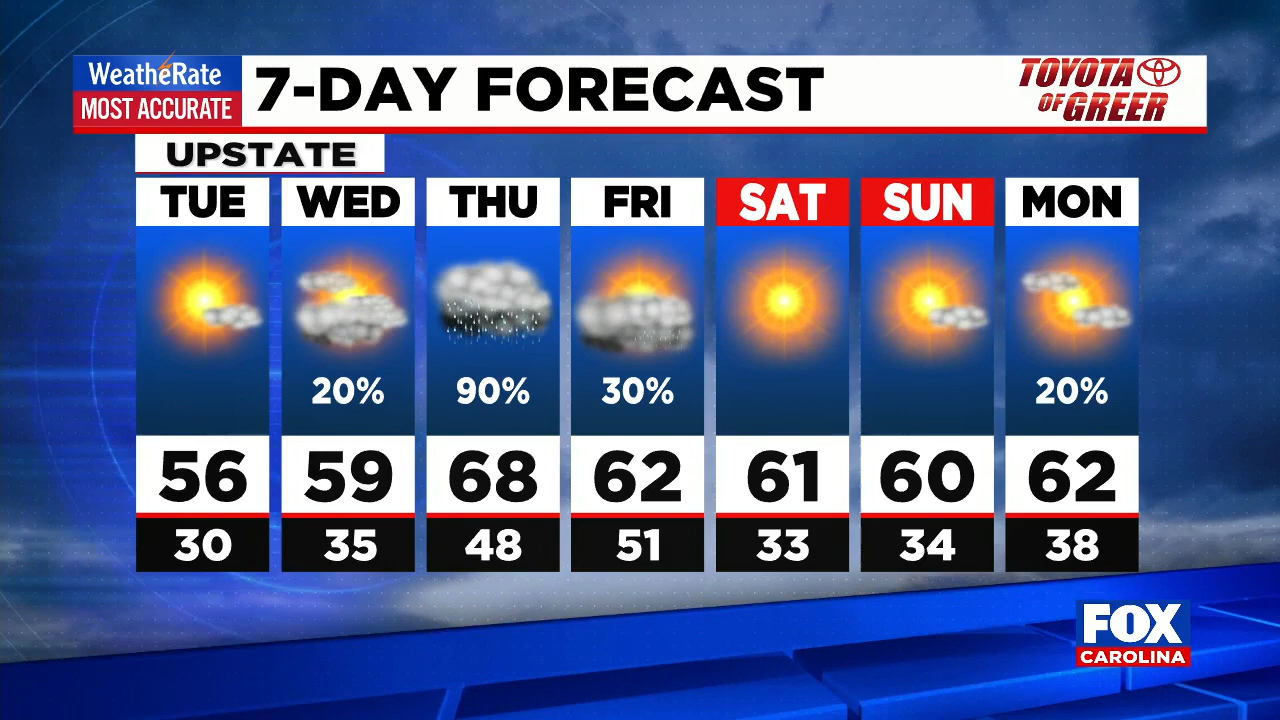 WeatheRate
MOST ACCURATE
7-DAY FORECAST
TOYOTA
OF GREER
UPSTATE
TUE WED THU FRI SAT SUN MON
20% 90% 30% 20%
56 59 68 62 61 60 62
30 35 48 51 33 34 38
FOX
CAROLINA